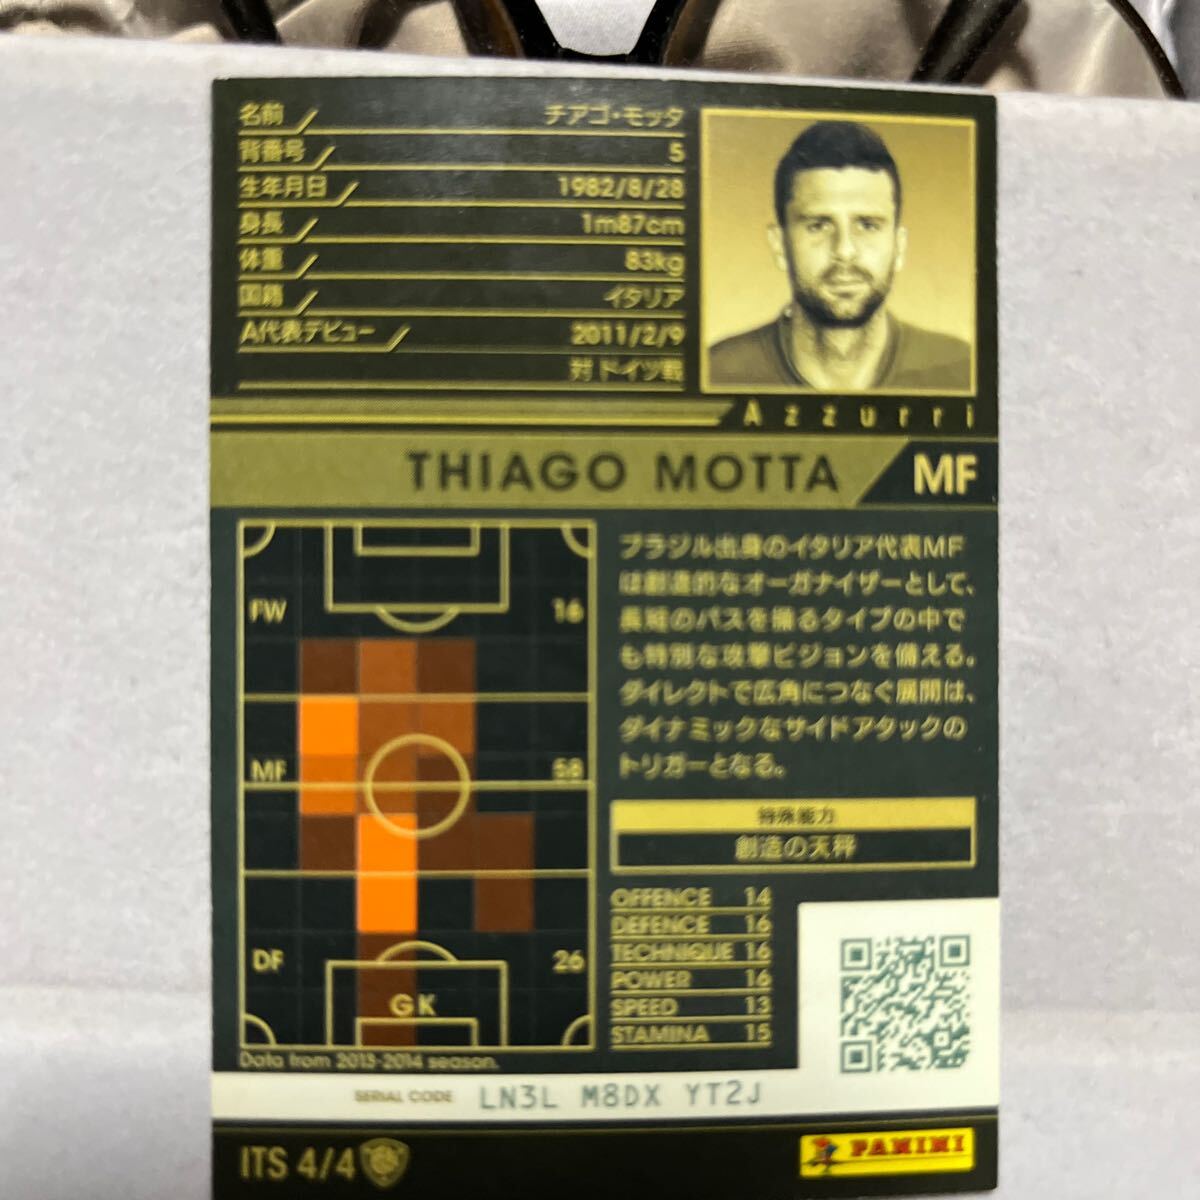 名前 チアゴ・モッタ
背番号 5
生年月日 1982/8/28
身長 1m87cm
体重 83kg
国籍 イタリア
A代表デビュー 2011/2/9
対 ドイツ戦
Azzurri
THIAGO MOTTA MF
FW 16
MF 58
DF 26
GK
Data from 2013-2014 season.
ブラジル出身のイタリア代表MF
は創造的なオーガナイザーとして、
長短のパスを操るタイプの中で
も特別な攻撃ビジョンを備える。
ダイレクトで広角につなぐ展開は、
ダイナミックなサイドアタックの
トリガーとなる。
特殊能力
創造の天秤
OFFENCE 14
DEFENCE 16
TECHNIQUE 16
POWER 16
SPEED 13
STAMINA 15
SERIAL CODE LN3L M8DX YT2J
ITS 4/4
PANINI